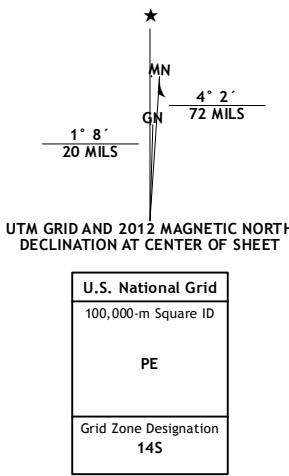 ★
MN
4° 2´
72 MILS
GN
1° 8´
20 MILS
UTM GRID AND 2012 MAGNETIC NORTH
DECLINATION AT CENTER OF SHEET
U.S. National Grid
100,000-m Square ID
PE
Grid Zone Designation
14S